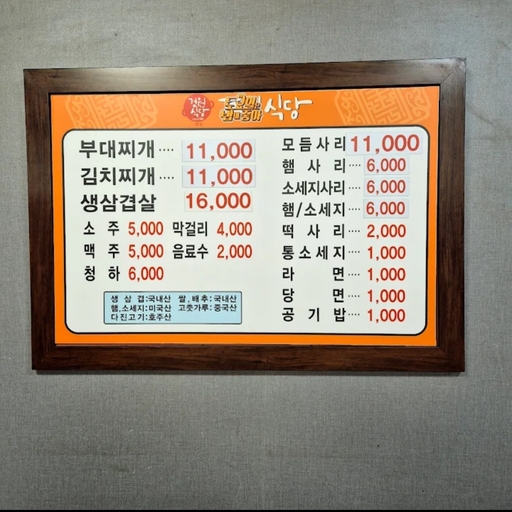 식당
부대찌개 ···· 11,000
김치찌개 ···· 11,000
생삼겹살 16,000
소 주 5,000 막걸리 4,000
맥 주 5,000 음료수 2,000
청 하 6,000
생 삼 겹:국내산 쌀,배추:국내산
햄,소세지:미국산 고춧가루:중국산
다진고기:호주산
모듬사리 11,000
햄 사 리 ···· 6,000
소세지사리 ···· 6,000
햄/소세지 ···· 6,000
떡 사 리 ···· 2,000
통소세지 ···· 1,000
라 면 ···· 1,000
당 면 ···· 1,000
공 기 밥 ···· 1,000